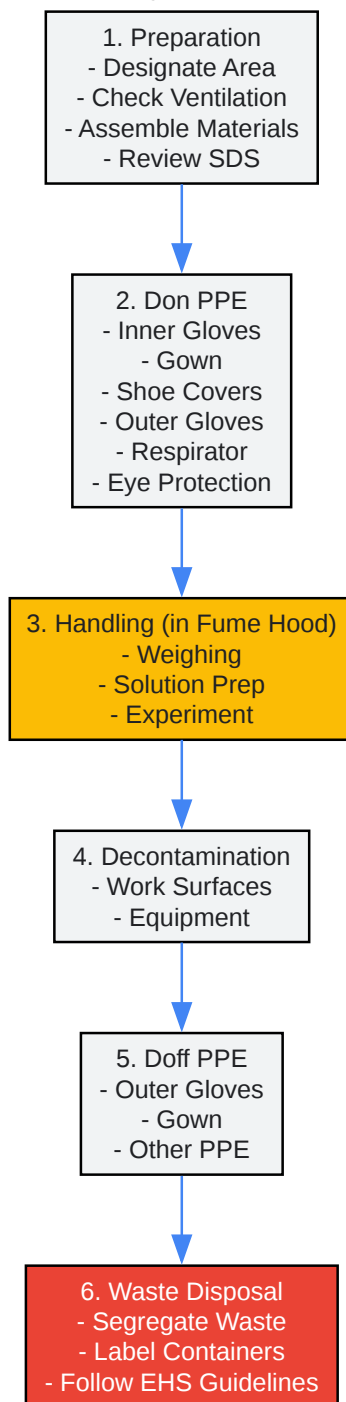 1. Preparation
- Designate Area
- Check Ventilation
- Assemble Materials
- Review SDS
2. Don PPE
- Inner Gloves
- Gown
- Shoe Covers
- Outer Gloves
- Respirator
- Eye Protection
3. Handling (in Fume Hood)
- Weighing
- Solution Prep
- Experiment
4. Decontamination
- Work Surfaces
- Equipment
5. Doff PPE
- Outer Gloves
- Gown
- Other PPE
6. Waste Disposal
- Segregate Waste
- Label Containers
- Follow EHS Guidelines